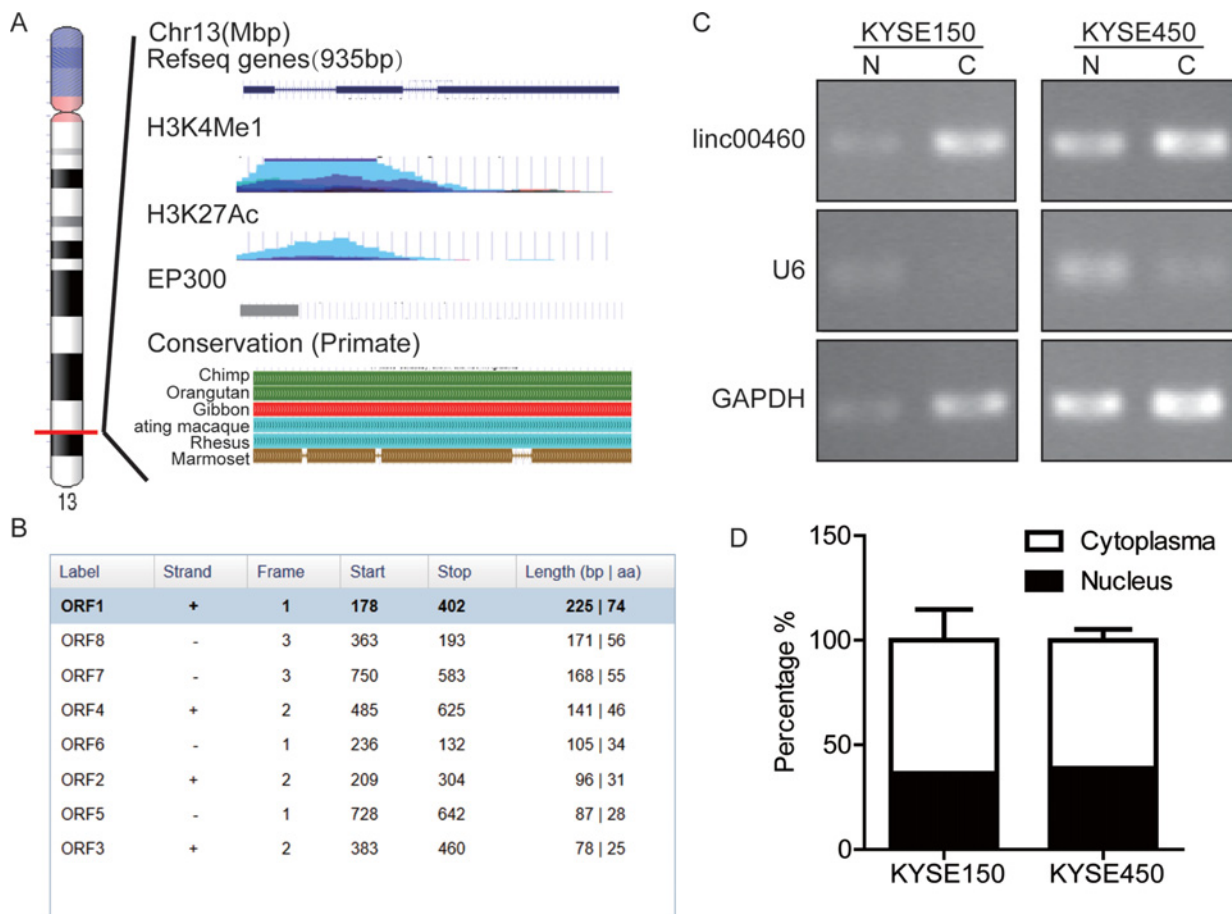 A
Chr13(Mbp)
Refseq genes(935bp)
H3K4Me1
H3K27Ac
EP300
Conservation (Primate)
Chimp
Orangutan
Gibbon
ating macaque
Rhesus
Marmoset
13
B
Label Strand Frame Start Stop Length (bp | aa)
ORF1 + 1 178 402 225 | 74
ORF8 - 3 363 193 171 | 56
ORF7 - 3 750 583 168 | 55
ORF4 + 2 485 625 141 | 46
ORF6 - 1 236 132 105 | 34
ORF2 + 2 209 304 96 | 31
ORF5 - 1 728 642 87 | 28
ORF3 + 2 383 460 78 | 25
C
KYSE150 KYSE450
N C N C
linc00460
U6
GAPDH
D
Cytoplasma
Nucleus
Percentage %
150
100
50
0
KYSE150 KYSE450